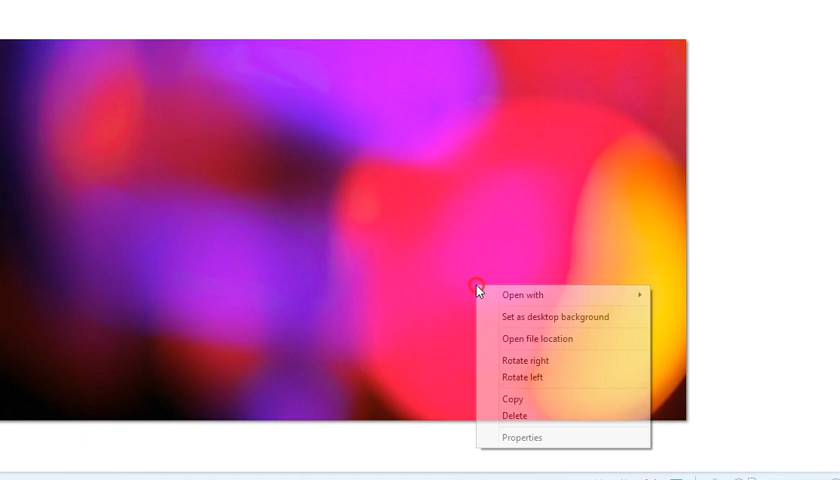 Open with
Set as desktop background
Open file location
Rotate right
Rotate left
Copy
Delete
Properties